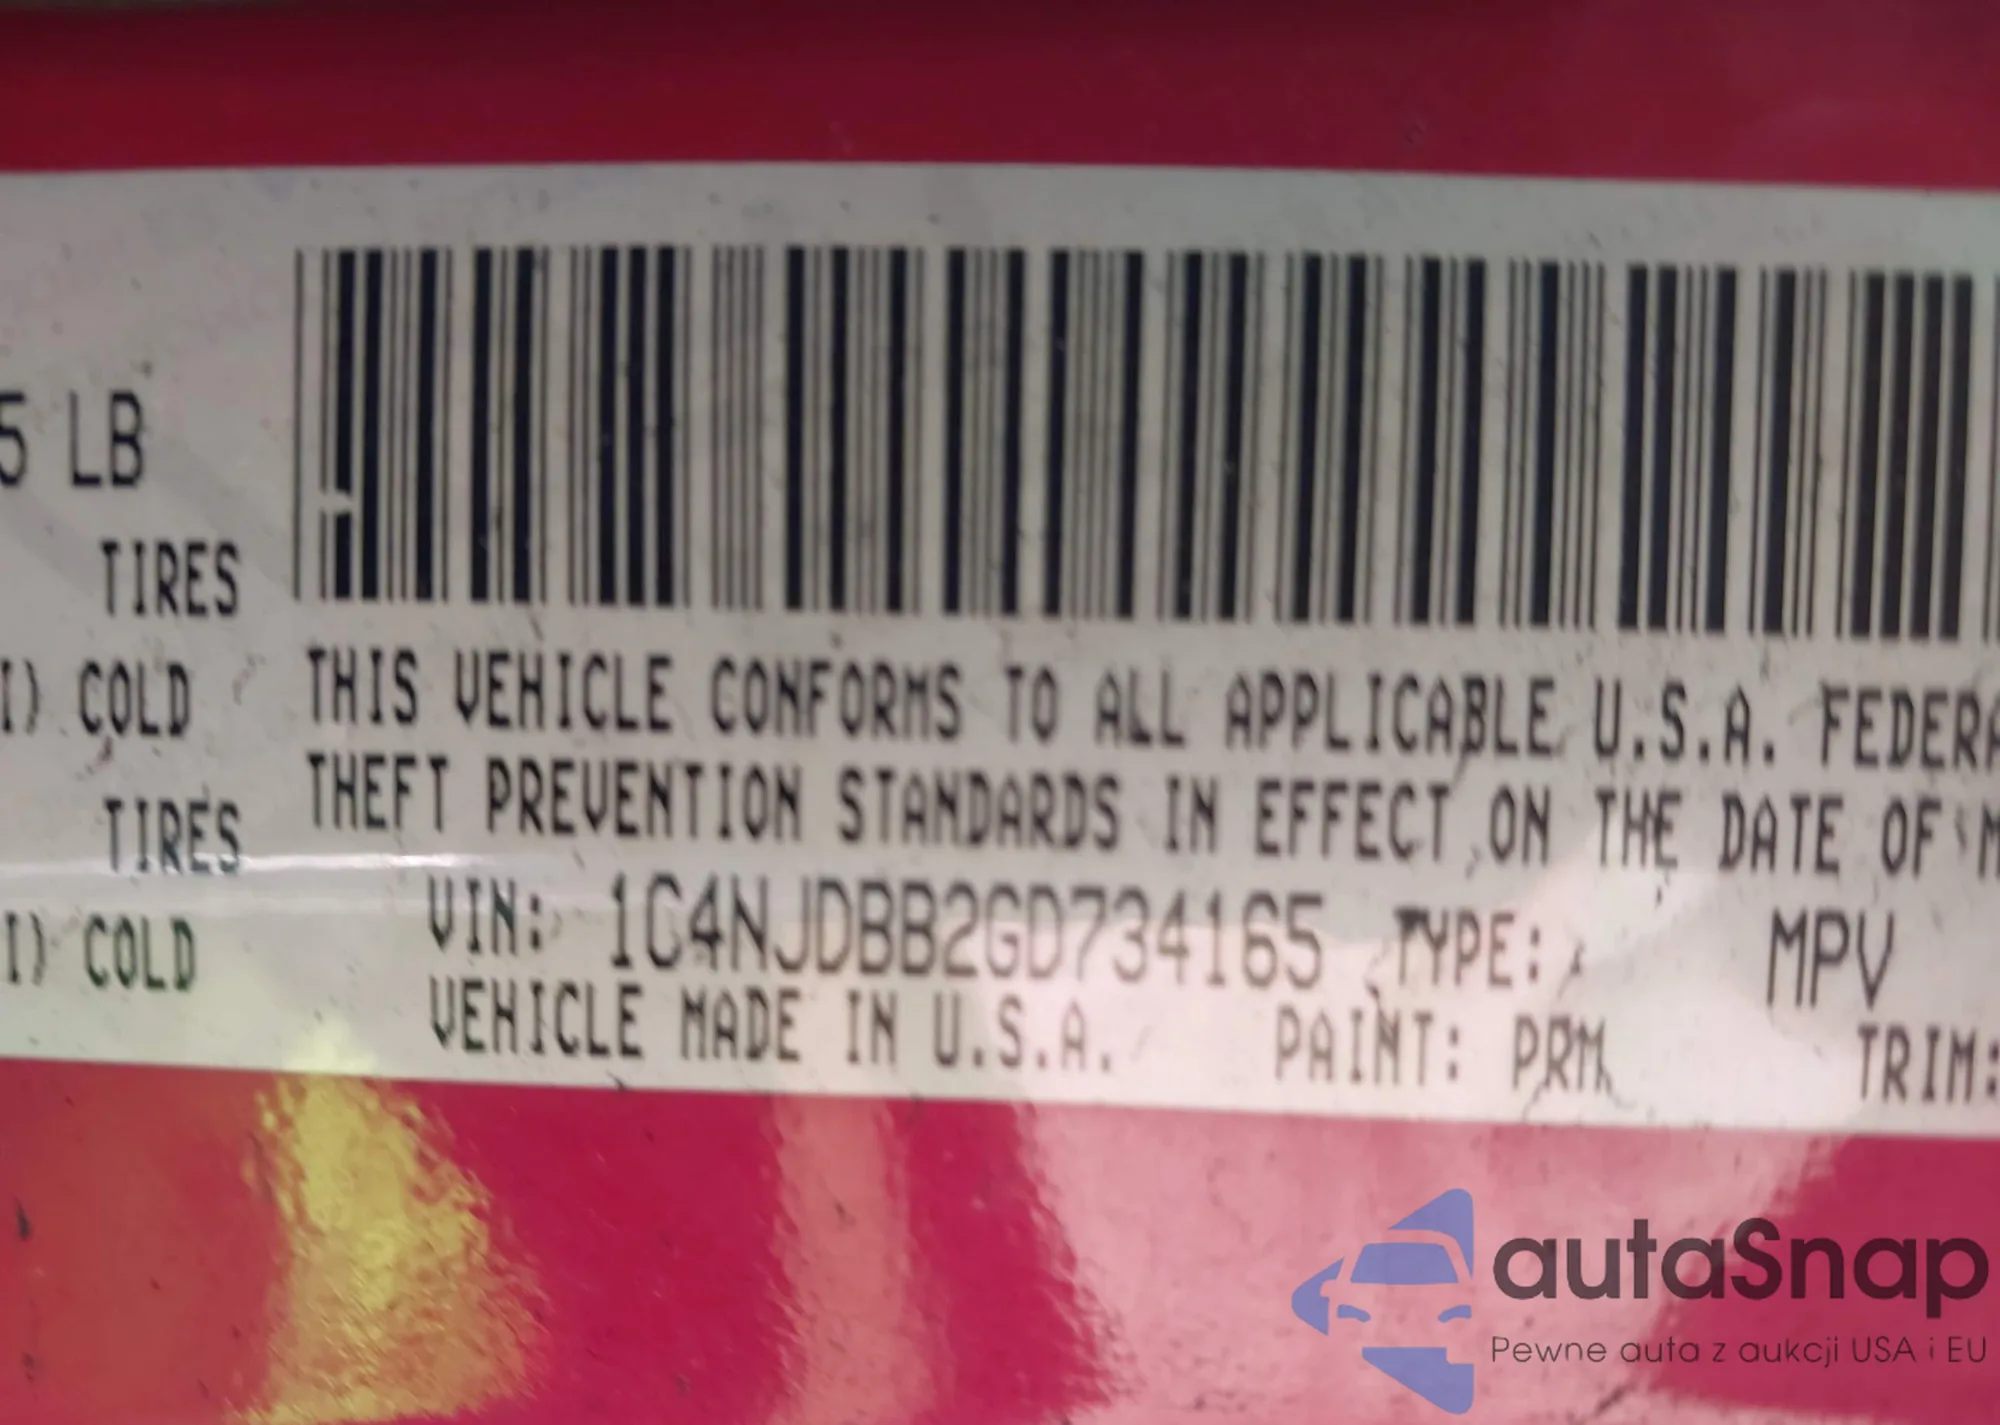 5 LB
TIRES
I) COLD
TIRES
I) COLD
THIS VEHICLE CONFORMS TO ALL APPLICABLE U.S.A. FEDERA
THEFT PREVENTION STANDARDS IN EFFECT ON THE DATE OF M
VIN: 1C4NJDBB2GD734165 TYPE: MPV
VEHICLE MADE IN U.S.A. PAINT: PRM TRIM:
autaSnap
Pewne auta z aukcji USA i EU